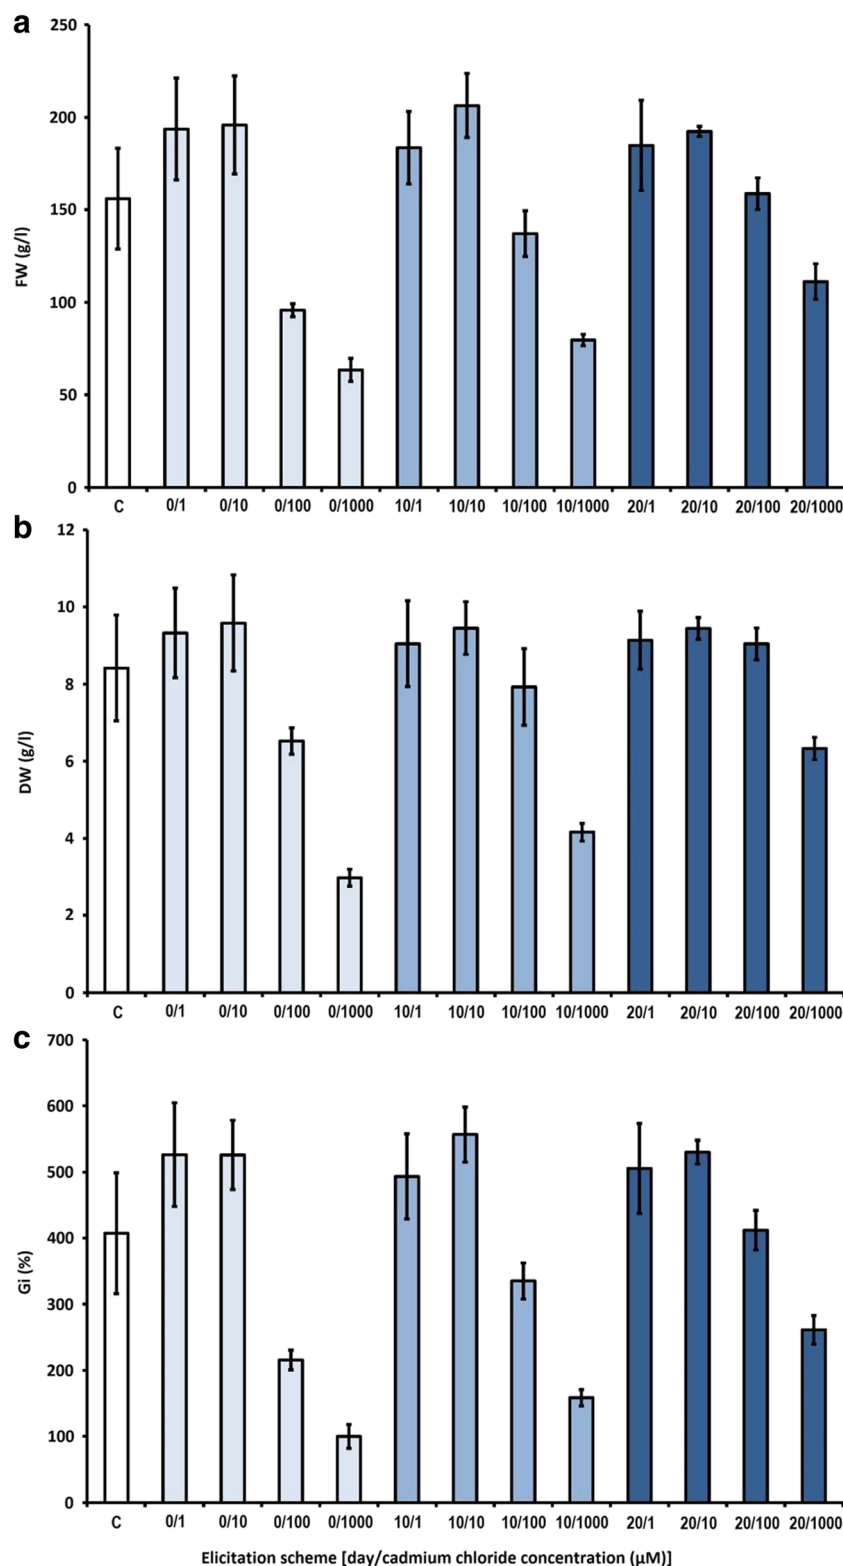 a
250
200
150
100
50
0
FW (g/l)
C 0/1 0/10 0/100 0/1000 10/1 10/10 10/100 10/1000 20/1 20/10 20/100 20/1000
b
12
10
8
6
4
2
0
DW (g/l)
C 0/1 0/10 0/100 0/1000 10/1 10/10 10/100 10/1000 20/1 20/10 20/100 20/1000
c
700
600
500
400
300
200
100
0
Gi (%)
C 0/1 0/10 0/100 0/1000 10/1 10/10 10/100 10/1000 20/1 20/10 20/100 20/1000
Elicitation scheme [day/cadmium chloride concentration (µM)]